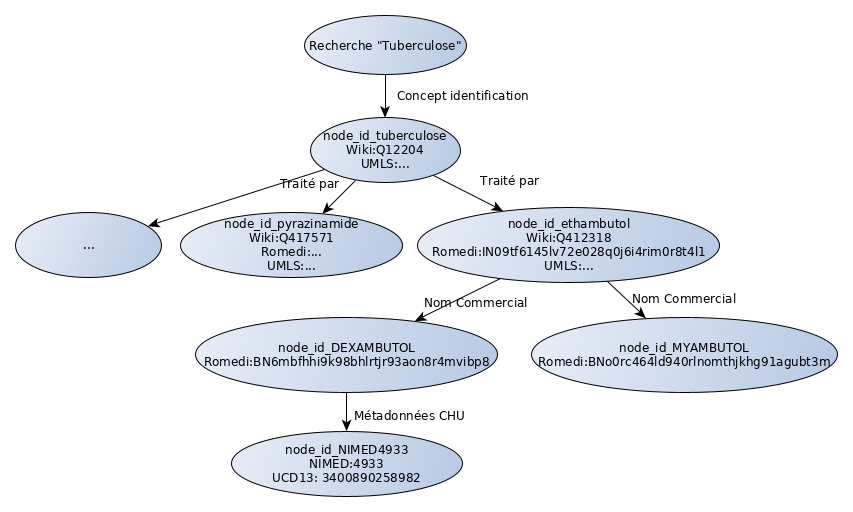 Recherche "Tuberculose"
Concept identification
node_id_tuberculose
Wiki:Q12204
UMLS:...
Traité par
Traité par
...
node_id_pyrazinamide
Wiki:Q417571
Romedi:...
UMLS:...
node_id_ethambutol
Wiki:Q412318
Romedi:IN09tf6145lv72e028q0j6i4rim0r8t4l1
UMLS:...
Nom Commercial
Nom Commercial
node_id_DEXAMBUTOL
Romedi:BN6mbfhhi9k98bhlrtjr93aon8r4mvibp8
node_id_MYAMBUTOL
Romedi:BNo0rc464ld940rlnomthjkhg91agubt3m
Métadonnées CHU
node_id_NIMED4933
NIMED:4933
UCD13: 3400890258982